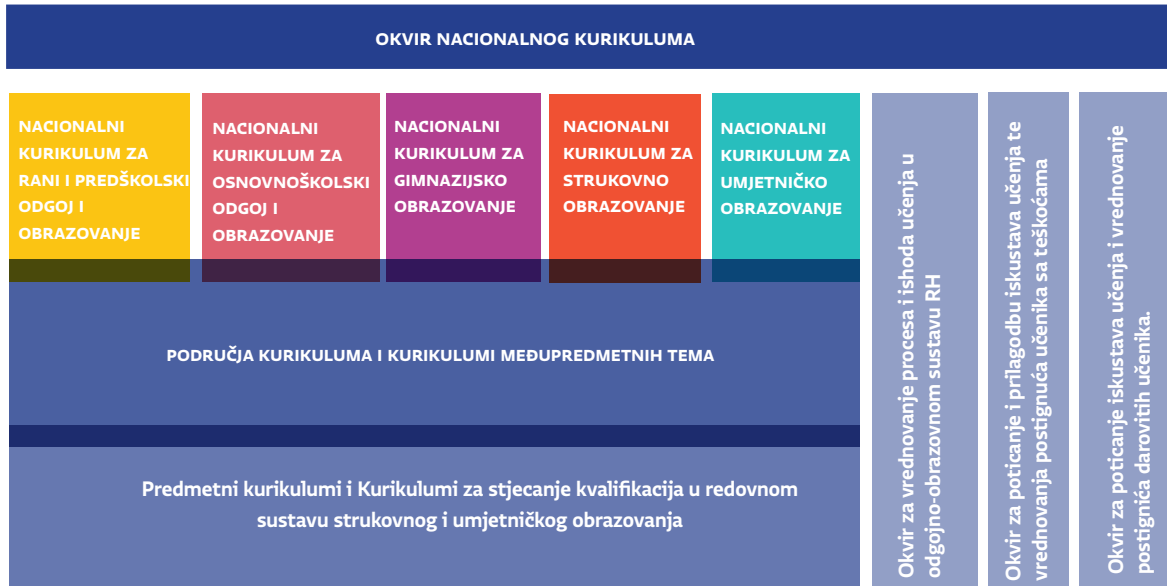 OKVIR NACIONALNOG KURIKULUMA
NACIONALNI
KURIKULUM ZA
RANI I PREDŠKOLSKI
ODGOJ I
OBRAZOVANJE
NACIONALNI
KURIKULUM ZA
OSNOVNOŠKOLSKI
ODGOJ I
OBRAZOVANJE
NACIONALNI
KURIKULUM ZA
GIMNAZIJSKO
OBRAZOVANJE
NACIONALNI
KURIKULUM ZA
STRUKOVNO
OBRAZOVANJE
NACIONALNI
KURIKULUM ZA
UMJETNIČKO
OBRAZOVANJE
PODRUČJA KURIKULUMA I KURIKULUMI MEĐUPREDMETNIH TEMA
Predmetni kurikulumi i Kurikulumi za stjecanje kvalifikacija u redovnom
sustavu strukovnog i umjetničkog obrazovanja
Okvir za vrednovanje procesa i ishoda učenja u
odgojno-obrazovnom sustavu RH
Okvir za poticanje i prilagodbu iskustava učenja te
vrednovanja postignuća učenika sa teškoćama
Okvir za poticanje iskustava učenja i vrednovanje
postignića darovitih učenika.